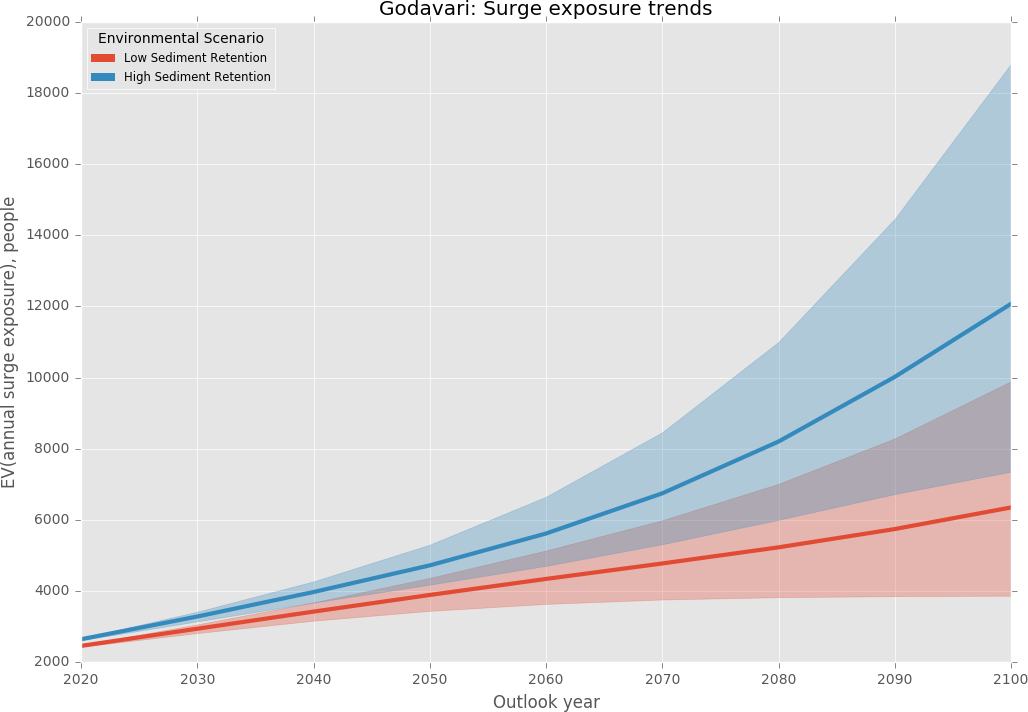 Godavari: Surge exposure trends
Environmental Scenario
Low Sediment Retention
High Sediment Retention
EV(annual surge exposure), people
20000
18000
16000
14000
12000
10000
8000
6000
4000
2000
2020 2030 2040 2050 2060 2070 2080 2090 2100
Outlook year